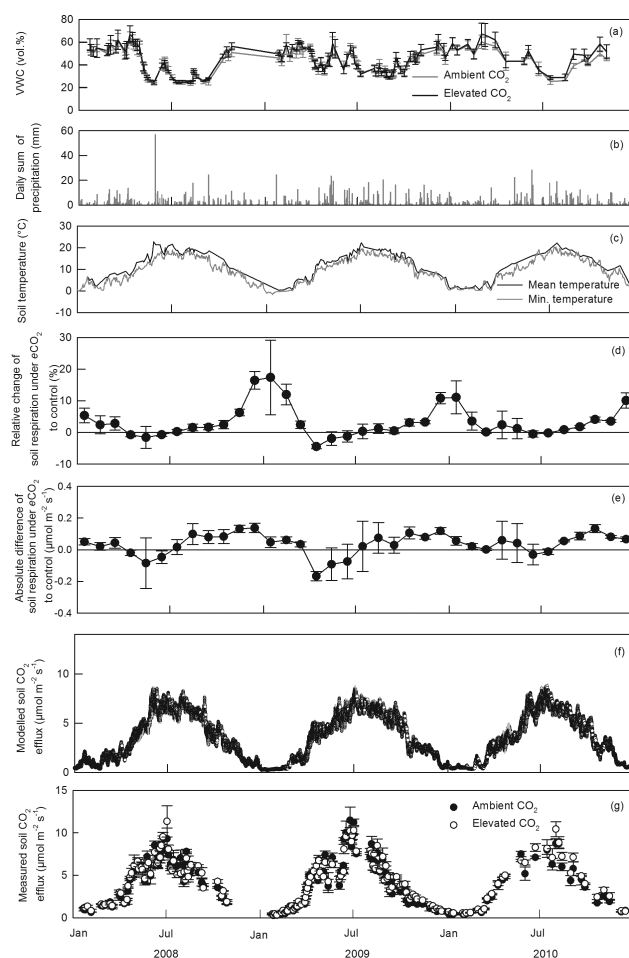 (a)
VWC (vol.%)
80
60
40
20
0
Ambient CO2
Elevated CO2
(b)
Daily sum of
precipitation (mm)
60
40
20
0
(c)
Soil temperature (°C)
30
20
10
0
-10
Mean temperature
Min. temperature
(d)
Relative change of
soil respiration under eCO2
to control (%)
30
20
10
0
-10
(e)
Absolute difference of
soil respiration under eCO2
to control (µmol m-2 s-1)
0.4
0.2
0.0
-0.2
-0.4
(f)
Modelled soil CO2
efflux (µmol m-2 s-1)
10
5
0
(g)
Measured soil CO2
efflux (µmol m-2 s-1)
15
10
5
0
Ambient CO2
Elevated CO2
Jan Jul Jan Jul Jan Jul
2008 2009 2010